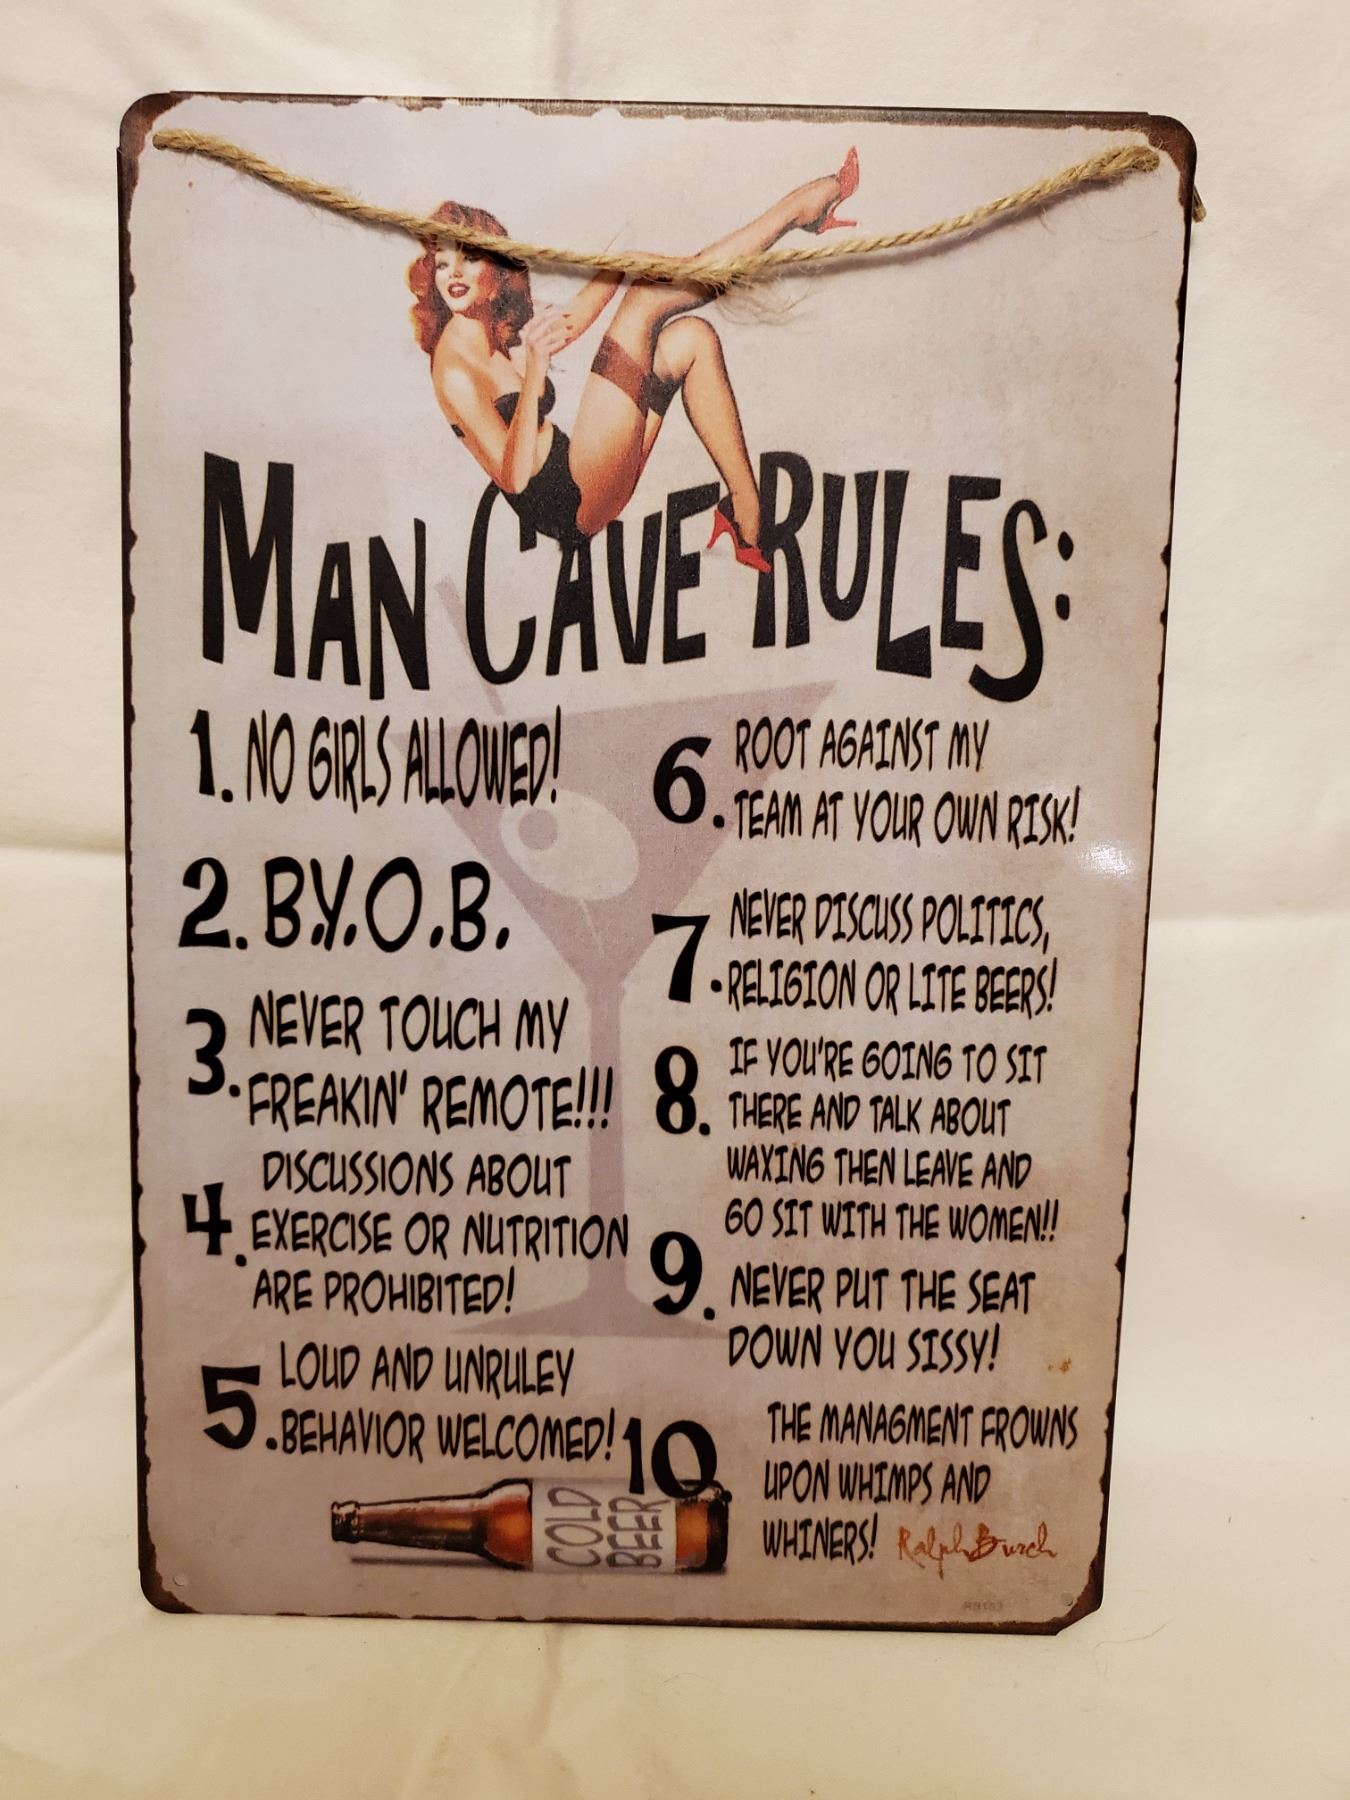 MAN CAVE RULES:
1. NO GIRLS ALLOWED!
2. B.Y.O.B.
3. NEVER TOUCH MY
FREAKIN' REMOTE!!!
4. DISCUSSIONS ABOUT
EXERCISE OR NUTRITION
ARE PROHIBITED!
5. LOUD AND UNRULEY
BEHAVIOR WELCOMED!
6. ROOT AGAINST MY
TEAM AT YOUR OWN RISK!
7. NEVER DISCUSS POLITICS,
RELIGION OR LITE BEERS!
8. IF YOU'RE GOING TO SIT
THERE AND TALK ABOUT
WAXING THEN LEAVE AND
GO SIT WITH THE WOMEN!!
9. NEVER PUT THE SEAT
DOWN YOU SISSY!
10. THE MANAGMENT FROWNS
UPON WHIMPS AND
WHINERS!
Ralph Burch
COLD
BEER